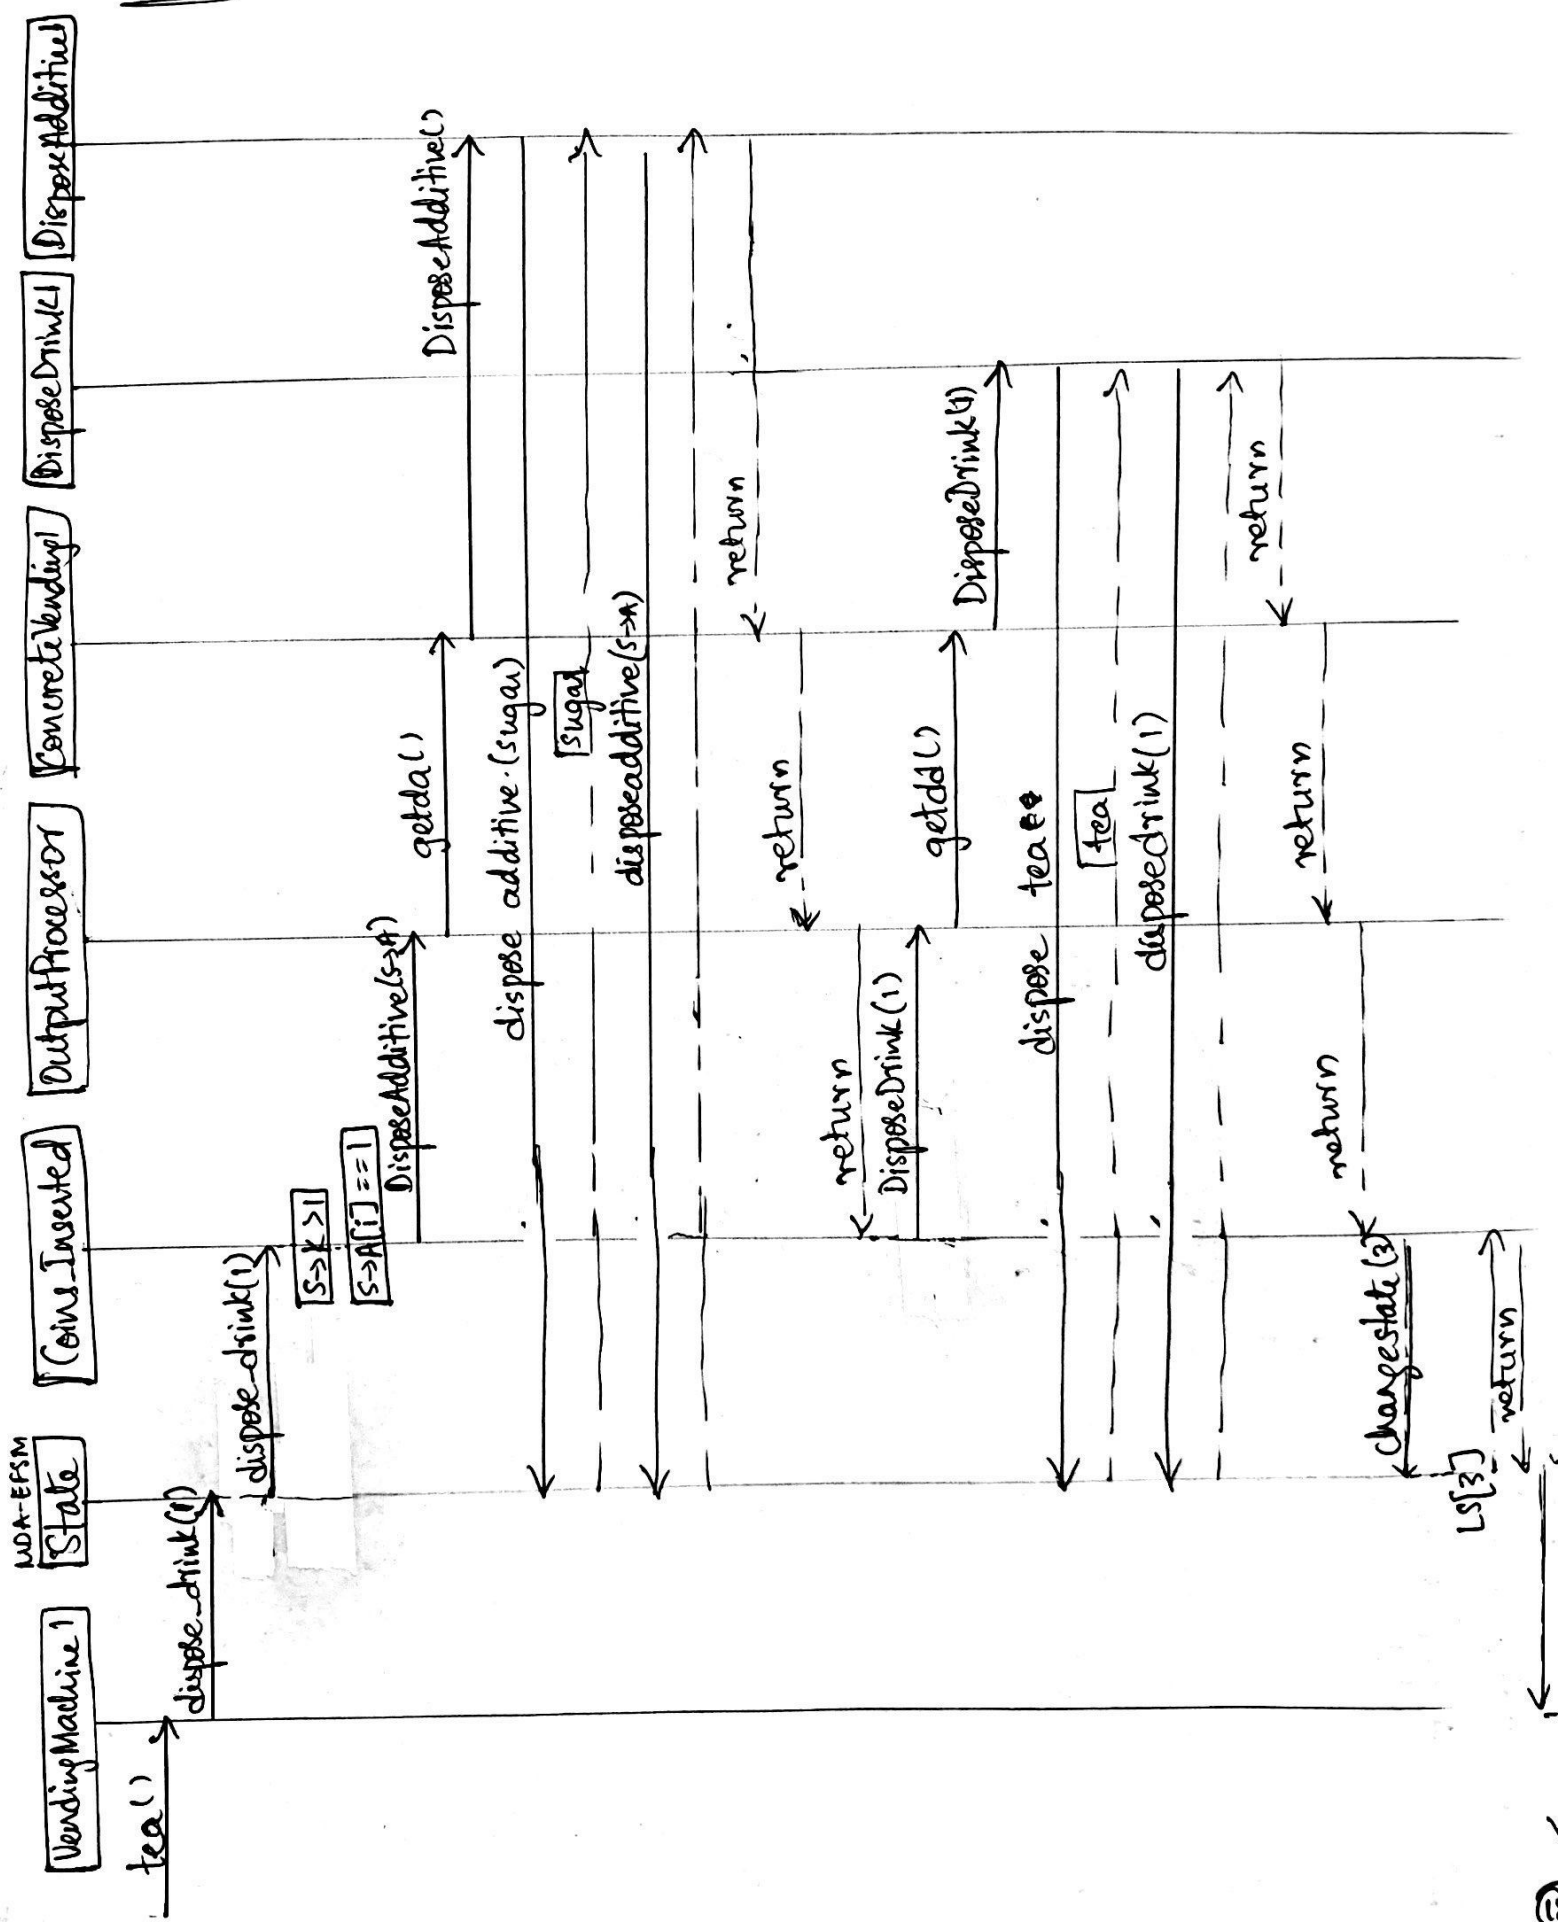 VendingMachine1
MDA-EFSM
State
Coins_Inserted
OutputProcessor
ConcreteVending1
DisposeDrink1
DisposeAdditive1
tea()
dispose_drink(1)
dispose_drink(1)
S->K>1
S->A[i]==1
DisposeAdditive(S->A)
getda()
DisposeAdditive()
dispose additive.(sugar)
sugar
disposeadditive(S->A)
return
return
return
DisposeDrink(1)
getdd()
DisposeDrink(1)
dispose tea
tea
disposedrink(1)
return
return
return
changestate(3)
LS[3]
return